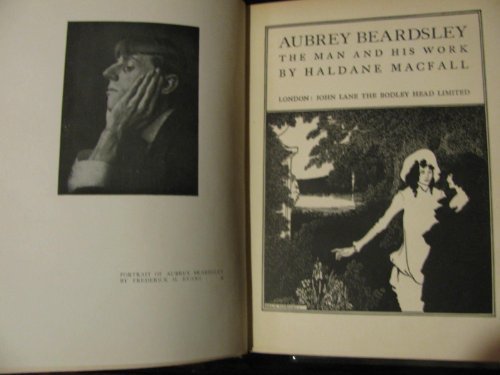 PORTRAIT OF AUBREY BEARDSLEY
BY FREDERICK H. EVANS
AUBREY BEARDSLEY
THE MAN AND HIS WORK
BY HALDANE MACFALL
LONDON: JOHN LANE THE BODLEY HEAD LIMITED